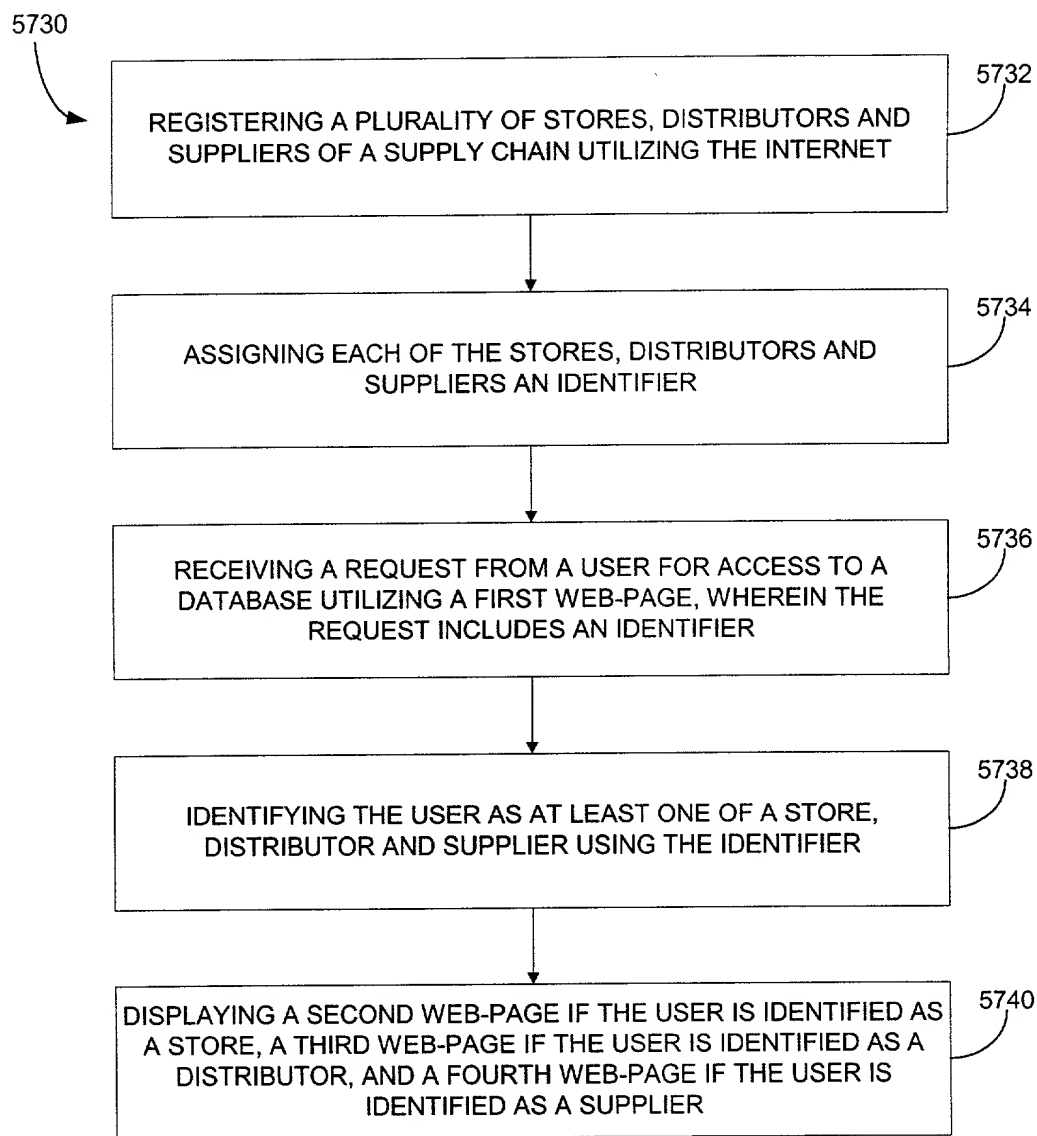 5730
5732
REGISTERING A PLURALITY OF STORES, DISTRIBUTORS AND
SUPPLIERS OF A SUPPLY CHAIN UTILIZING THE INTERNET
5734
ASSIGNING EACH OF THE STORES, DISTRIBUTORS AND
SUPPLIERS AN IDENTIFIER
5736
RECEIVING A REQUEST FROM A USER FOR ACCESS TO A
DATABASE UTILIZING A FIRST WEB-PAGE, WHEREIN THE
REQUEST INCLUDES AN IDENTIFIER
5738
IDENTIFYING THE USER AS AT LEAST ONE OF A STORE,
DISTRIBUTOR AND SUPPLIER USING THE IDENTIFIER
5740
DISPLAYING A SECOND WEB-PAGE IF THE USER IS IDENTIFIED AS
A STORE, A THIRD WEB-PAGE IF THE USER IS IDENTIFIED AS A
DISTRIBUTOR, AND A FOURTH WEB-PAGE IF THE USER IS
IDENTIFIED AS A SUPPLIER